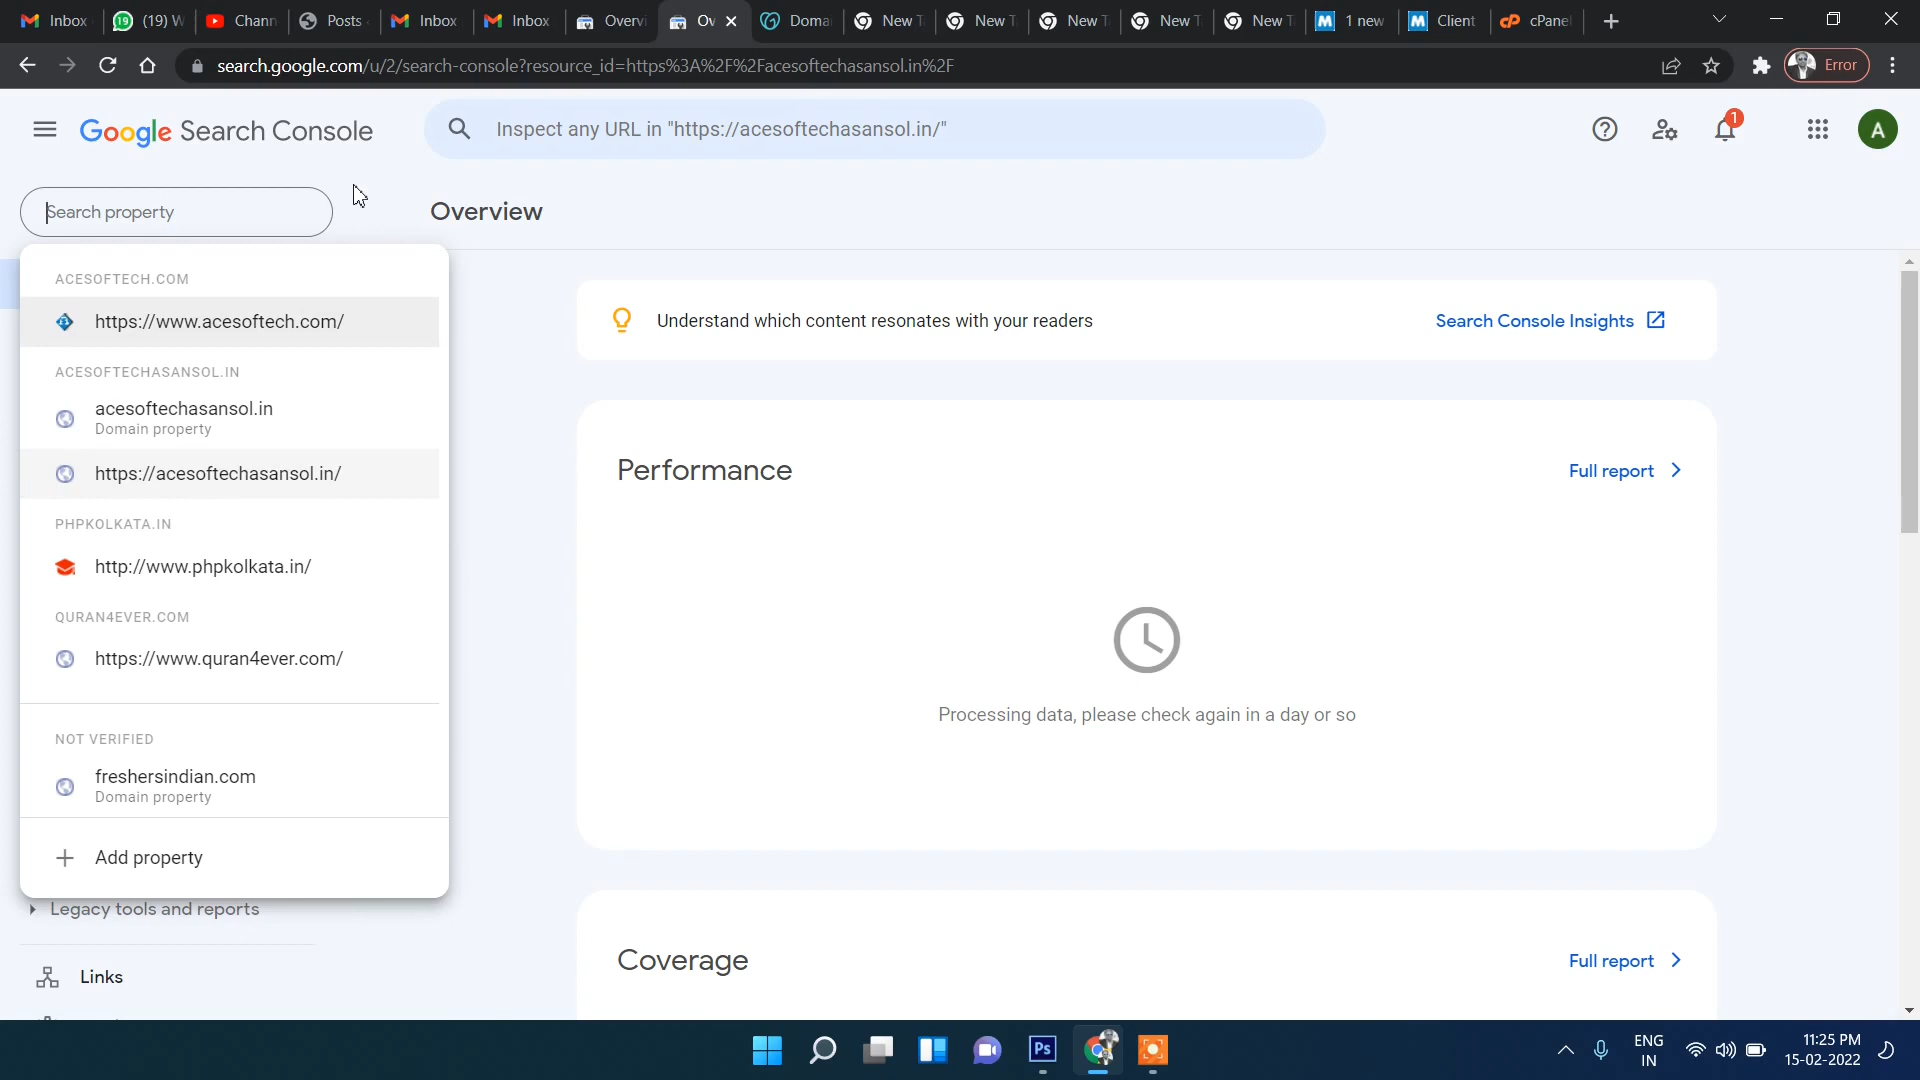 Inbox
(19) W
Chann
Posts
Inbox
Inbox
Overvi
Ov
Domai
New T
New T
New T
New T
New T
1 new
Client
cPanel
search.google.com/u/2/search-console?resource_id=https%3A%2F%2Facesoftechasansol.in%2F
Error
Google Search Console
Inspect any URL in "https://acesoftechasansol.in/"
1
A
Search property
Overview
ACESOFTECH.COM
https://www.acesoftech.com/
Understand which content resonates with your readers
Search Console Insights
ACESOFTECHASANSOL.IN
acesoftechasansol.in
Domain property
https://acesoftechasansol.in/
Performance
Full report
PHPKOLKATA.IN
http://www.phpkolkata.in/
QURAN4EVER.COM
https://www.quran4ever.com/
Processing data, please check again in a day or so
NOT VERIFIED
freshersindian.com
Domain property
Add property
Legacy tools and reports
Coverage
Full report
Links
Ps
ENG
IN
11:25 PM
15-02-2022